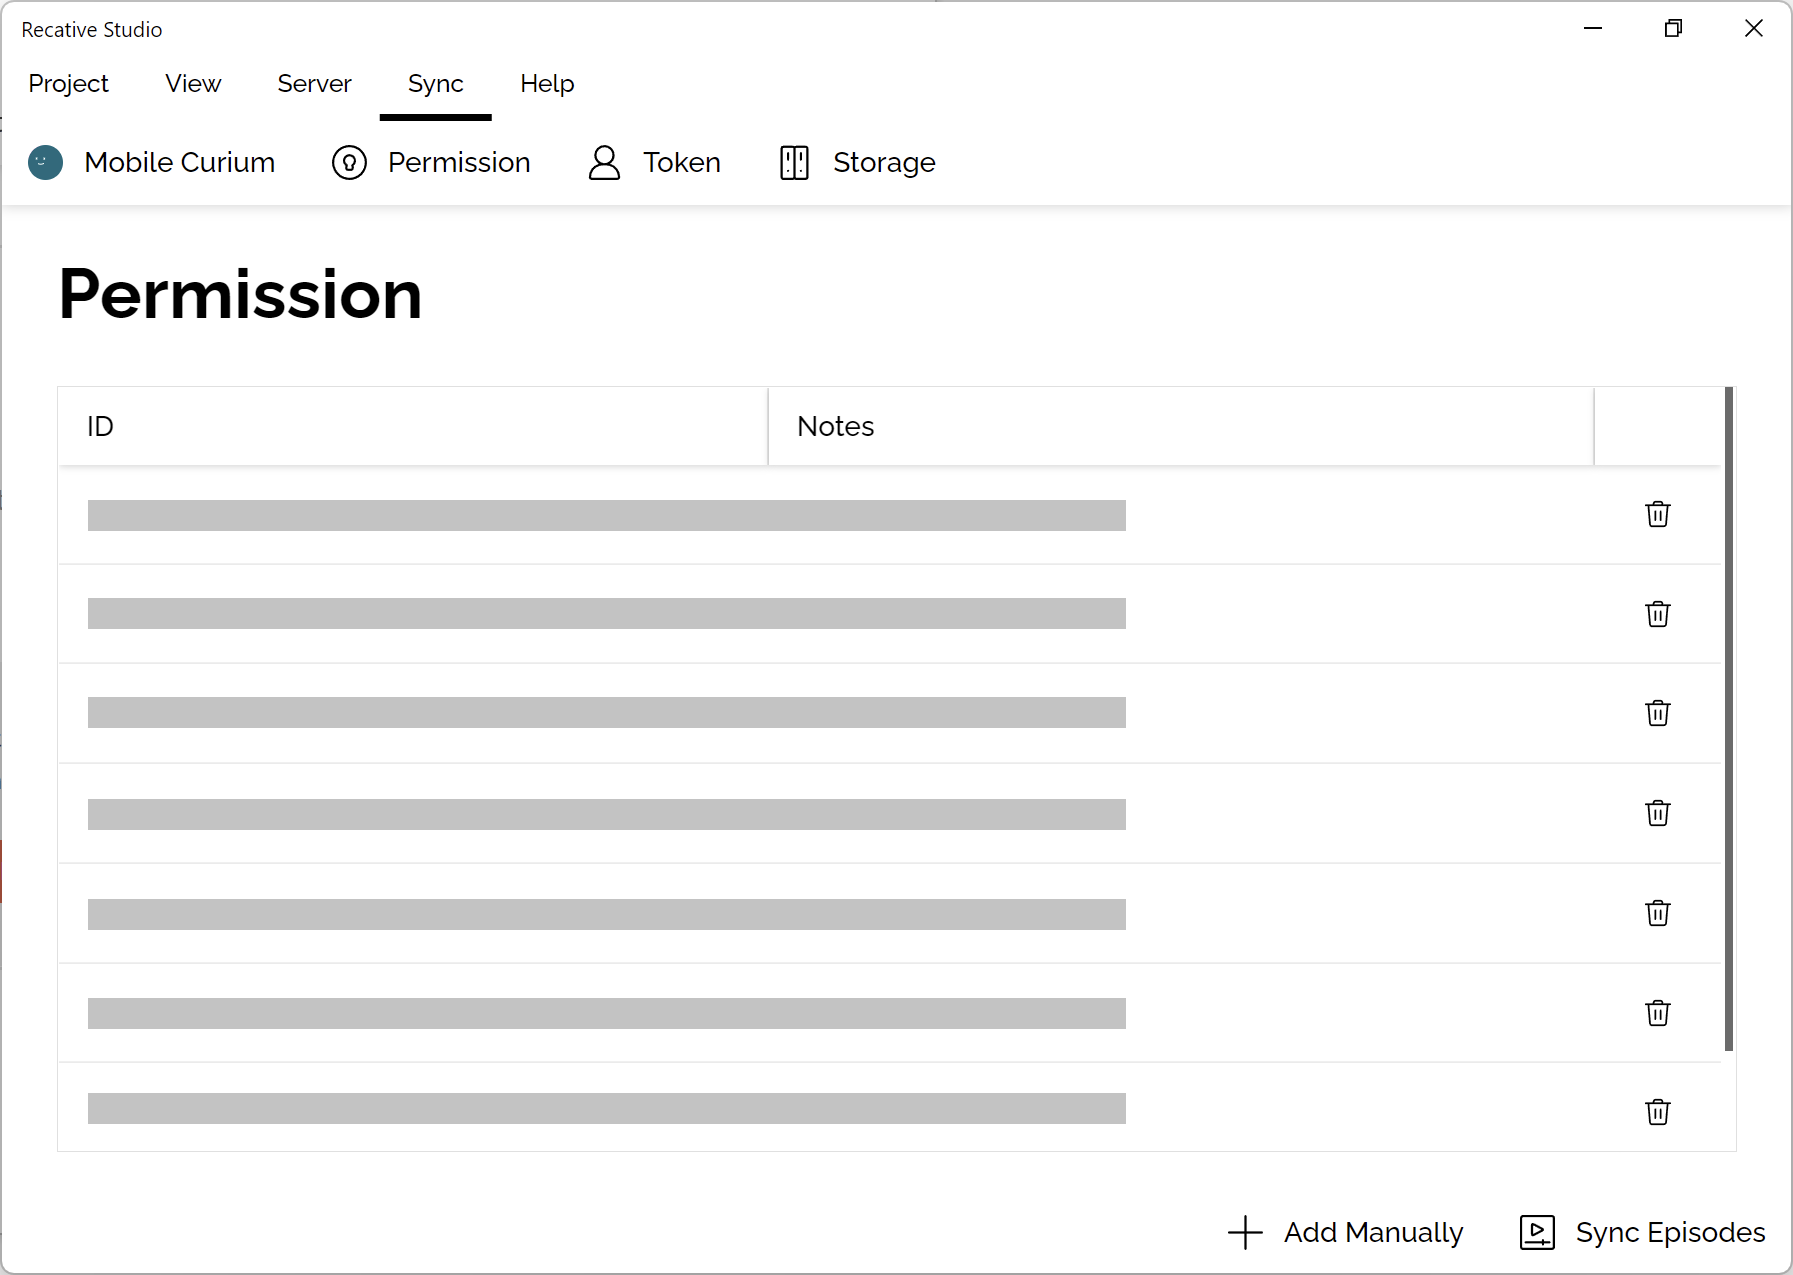 Recative Studio
Project View Server Sync Help
Mobile Curium Permission Token Storage
Permission
ID Notes
Add Manually Sync Episodes